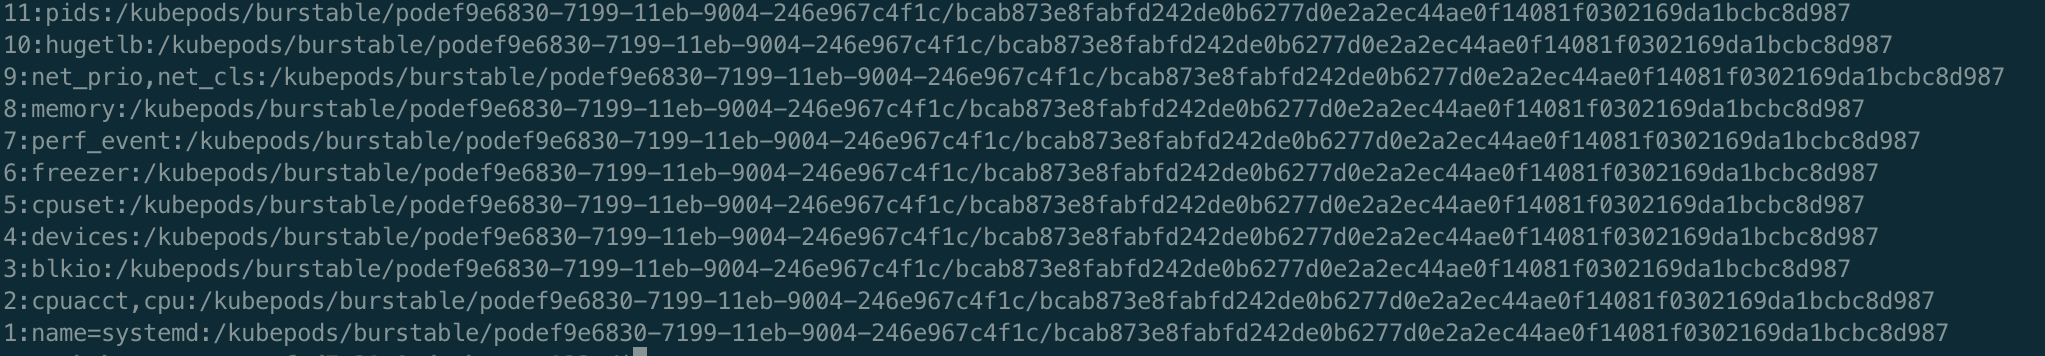 11:pids:/kubepods/burstable/podef9e6830-7199-11eb-9004-246e967c4f1c/bcab873e8fabfd242de0b6277d0e2a2ec44ae0f14081f0302169da1bcbc8d987
10:hugetlb:/kubepods/burstable/podef9e6830-7199-11eb-9004-246e967c4f1c/bcab873e8fabfd242de0b6277d0e2a2ec44ae0f14081f0302169da1bcbc8d987
9:net_prio,net_cls:/kubepods/burstable/podef9e6830-7199-11eb-9004-246e967c4f1c/bcab873e8fabfd242de0b6277d0e2a2ec44ae0f14081f0302169da1bcbc8d987
8:memory:/kubepods/burstable/podef9e6830-7199-11eb-9004-246e967c4f1c/bcab873e8fabfd242de0b6277d0e2a2ec44ae0f14081f0302169da1bcbc8d987
7:perf_event:/kubepods/burstable/podef9e6830-7199-11eb-9004-246e967c4f1c/bcab873e8fabfd242de0b6277d0e2a2ec44ae0f14081f0302169da1bcbc8d987
6:freezer:/kubepods/burstable/podef9e6830-7199-11eb-9004-246e967c4f1c/bcab873e8fabfd242de0b6277d0e2a2ec44ae0f14081f0302169da1bcbc8d987
5:cpuset:/kubepods/burstable/podef9e6830-7199-11eb-9004-246e967c4f1c/bcab873e8fabfd242de0b6277d0e2a2ec44ae0f14081f0302169da1bcbc8d987
4:devices:/kubepods/burstable/podef9e6830-7199-11eb-9004-246e967c4f1c/bcab873e8fabfd242de0b6277d0e2a2ec44ae0f14081f0302169da1bcbc8d987
3:blkio:/kubepods/burstable/podef9e6830-7199-11eb-9004-246e967c4f1c/bcab873e8fabfd242de0b6277d0e2a2ec44ae0f14081f0302169da1bcbc8d987
2:cpuacct,cpu:/kubepods/burstable/podef9e6830-7199-11eb-9004-246e967c4f1c/bcab873e8fabfd242de0b6277d0e2a2ec44ae0f14081f0302169da1bcbc8d987
1:name=systemd:/kubepods/burstable/podef9e6830-7199-11eb-9004-246e967c4f1c/bcab873e8fabfd242de0b6277d0e2a2ec44ae0f14081f0302169da1bcbc8d987